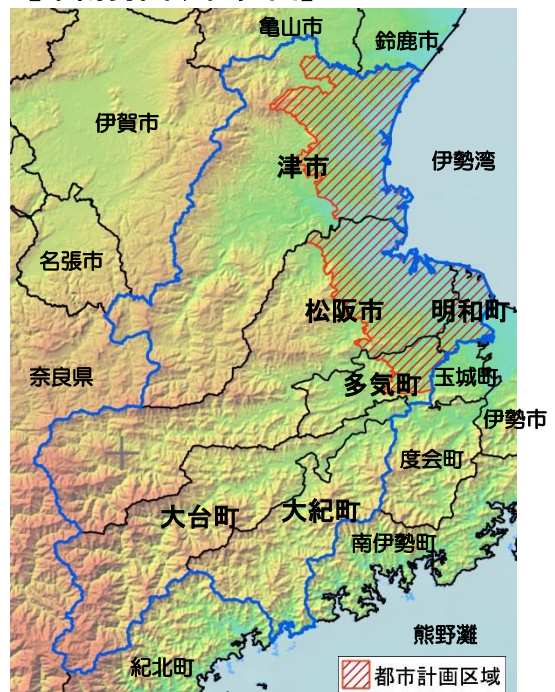 亀山市
鈴鹿市
伊賀市
伊勢湾
津市
名張市
松阪市
明和町
奈良県
多気町
玉城町
伊勢市
度会町
大台町
大紀町
南伊勢町
熊野灘
紀北町
都市計画区域